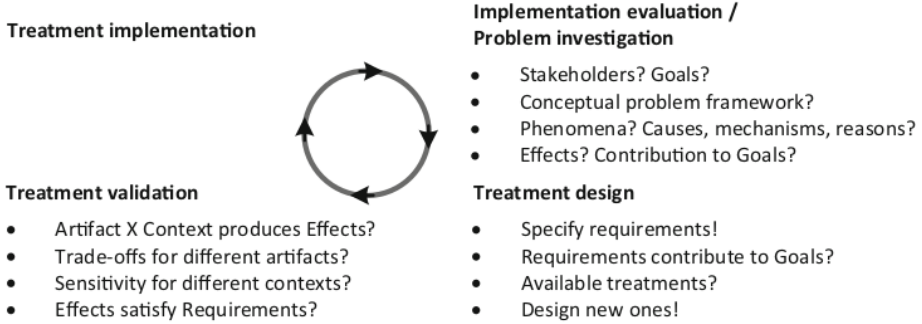 Treatment implementation
Implementation evaluation /
Problem investigation
• Stakeholders? Goals?
• Conceptual problem framework?
• Phenomena? Causes, mechanisms, reasons?
• Effects? Contribution to Goals?
Treatment validation
• Artifact X Context produces Effects?
• Trade-offs for different artifacts?
• Sensitivity for different contexts?
• Effects satisfy Requirements?
Treatment design
• Specify requirements!
• Requirements contribute to Goals?
• Available treatments?
• Design new ones!